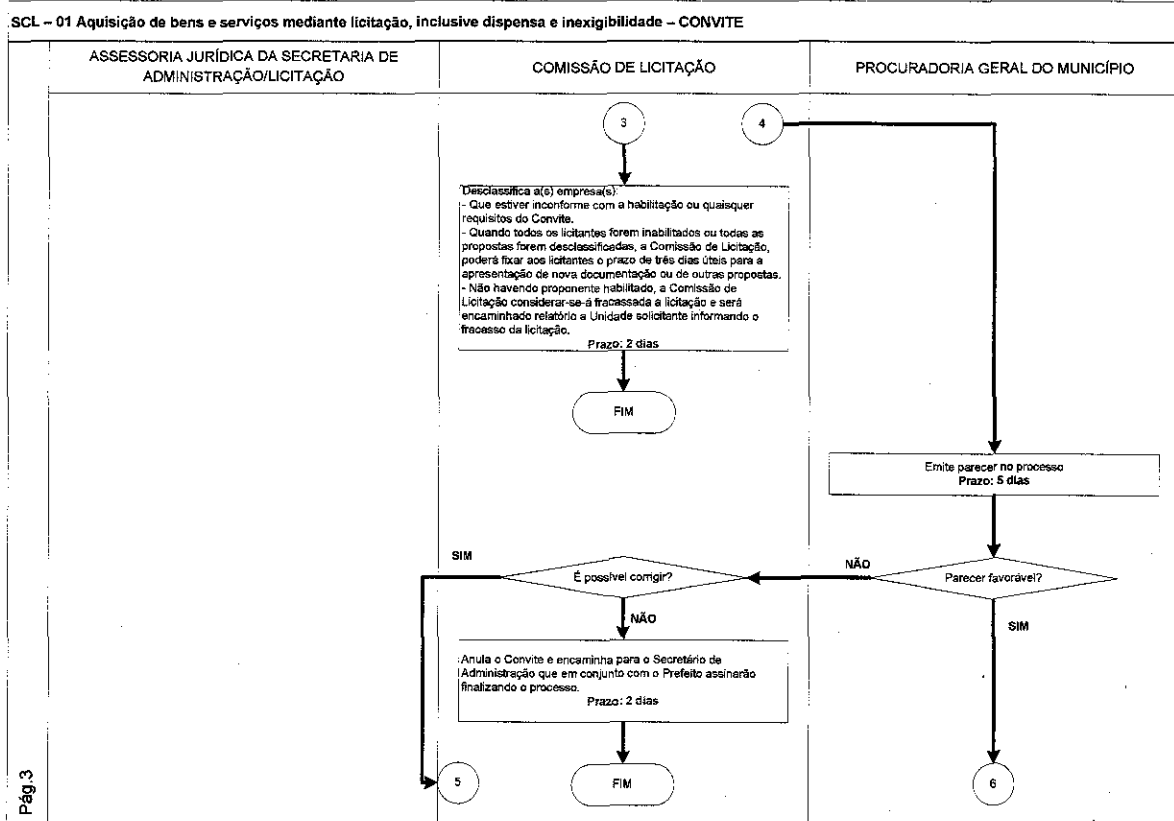 SCL – 01 Aquisição de bens e serviços mediante licitação, inclusive dispensa e inexigibilidade – CONVITE
ASSESSORIA JURÍDICA DA SECRETARIA DE
ADMINISTRAÇÃO/LICITAÇÃO
COMISSÃO DE LICITAÇÃO
PROCURADORIA GERAL DO MUNICÍPIO
3
4
Desclassifica a(s) empresa(s):
- Que estiver inconforme com a habilitação ou quaisquer
requisitos do Convite.
- Quando todos os licitantes forem inabilitados ou todas as
propostas forem desclassificadas, a Comissão de Licitação,
poderá fixar aos licitantes o prazo de três dias úteis para a
apresentação de nova documentação ou de outras propostas.
- Não havendo proponente habilitado, a Comissão de
Licitação considerar-se-á fracassada a licitação e será
encaminhado relatório a Unidade solicitante informando o
fracasso da licitação.
Prazo: 2 dias
FIM
Emite parecer no processo
Prazo: 5 dias
SIM
É possível corrigir?
NÃO
Parecer favorável?
NÃO
SIM
Anula o Convite e encaminha para o Secretário de
Administração que em conjunto com o Prefeito assinarão
finalizando o processo.
Prazo: 2 dias
5
FIM
6
Pág.3